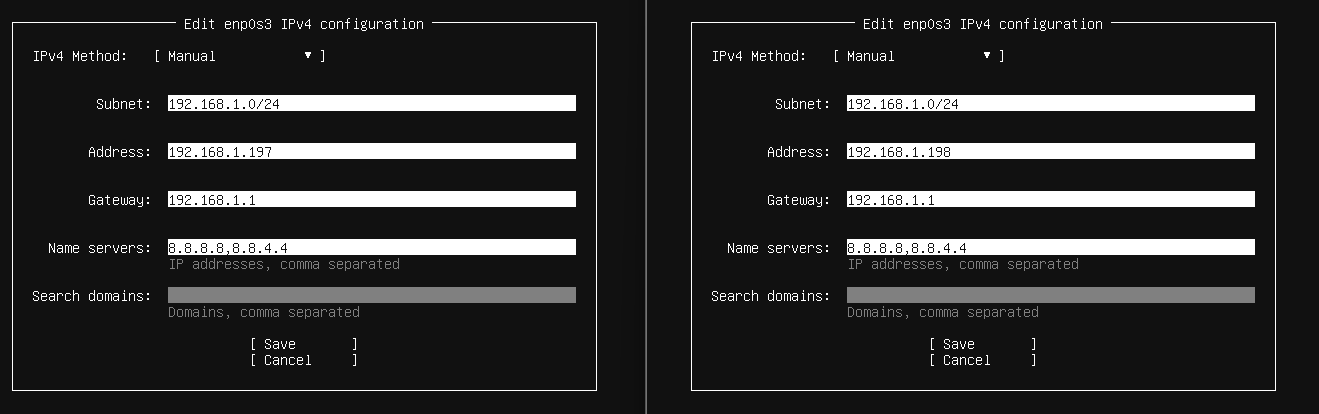 Edit enp0s3 IPv4 configuration
IPv4 Method: [ Manual ▼ ]
Subnet: 192.168.1.0/24
Address: 192.168.1.197
Gateway: 192.168.1.1
Name servers: 8.8.8.8,8.8.4.4
IP addresses, comma separated
Search domains:
Domains, comma separated
[ Save ]
[ Cancel ]
Edit enp0s3 IPv4 configuration
IPv4 Method: [ Manual ▼ ]
Subnet: 192.168.1.0/24
Address: 192.168.1.198
Gateway: 192.168.1.1
Name servers: 8.8.8.8,8.8.4.4
IP addresses, comma separated
Search domains:
Domains, comma separated
[ Save ]
[ Cancel ]